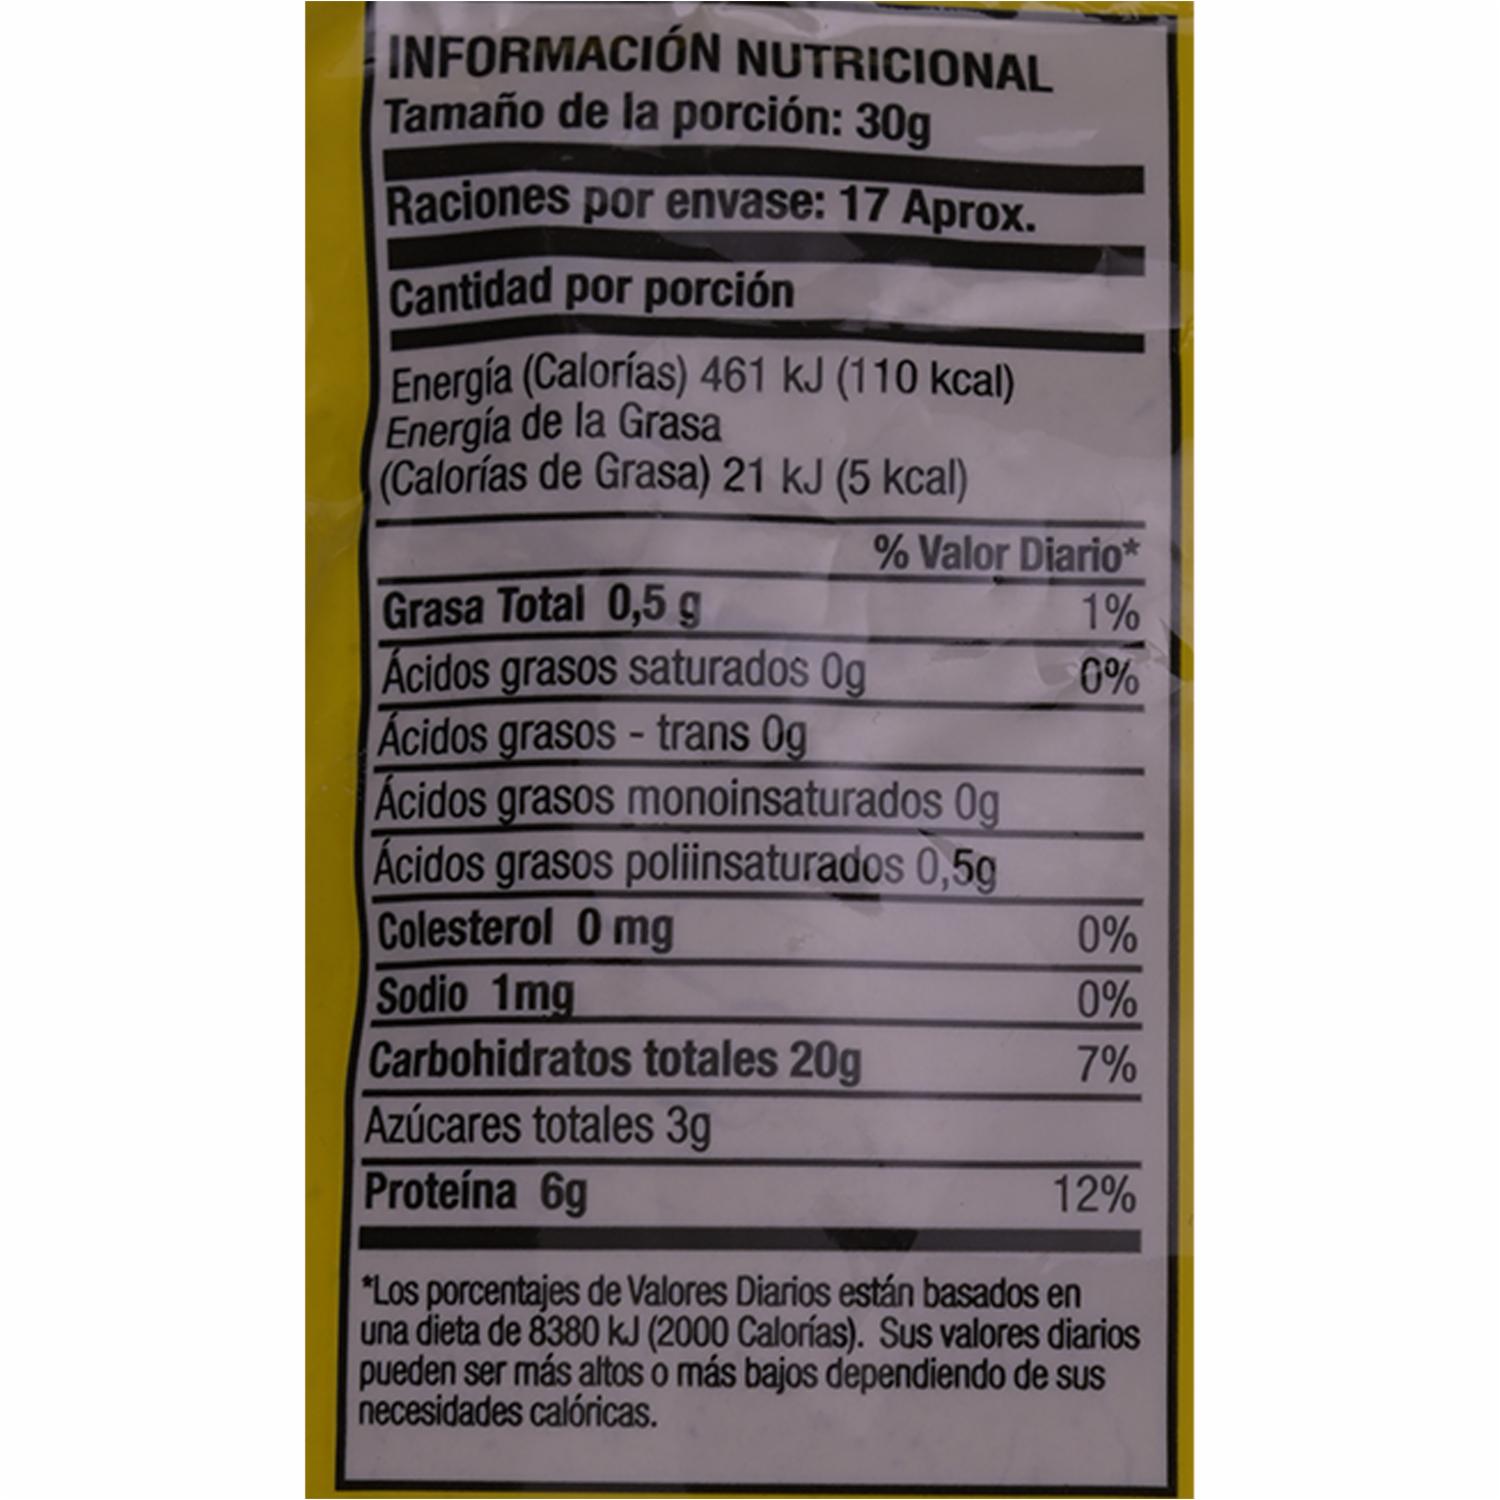 INFORMACIÓN NUTRICIONAL
Tamaño de la porción: 30g
Raciones por envase: 17 Aprox.
Cantidad por porción
Energía (Calorías) 461 kJ (110 kcal)
Energía de la Grasa
(Calorías de Grasa) 21 kJ (5 kcal)
% Valor Diario*
Grasa Total 0,5 g 1%
Ácidos grasos saturados 0g 0%
Ácidos grasos - trans 0g
Ácidos grasos monoinsaturados 0g
Ácidos grasos poliinsaturados 0,5g
Colesterol 0 mg 0%
Sodio 1mg 0%
Carbohidratos totales 20g 7%
Azúcares totales 3g
Proteína 6g 12%
*Los porcentajes de Valores Diarios están basados en
una dieta de 8380 kJ (2000 Calorías). Sus valores diarios
pueden ser más altos o más bajos dependiendo de sus
necesidades calóricas.